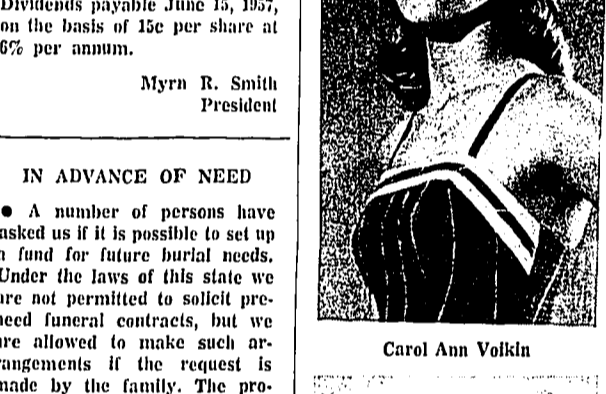 Dividends payable June 15, 1957,
on the basis of 15c per share at
6% per annum.
Myrn R. Smith
President
IN ADVANCE OF NEED
● A number of persons have
asked us if it is possible to set up
a fund for future burial needs.
Under the laws of this state we
are not permitted to solicit pre-
need funeral contracts, but we
are allowed to make such ar-
rangements if the request is
made by the family. The pro-
Carol Ann Voikin